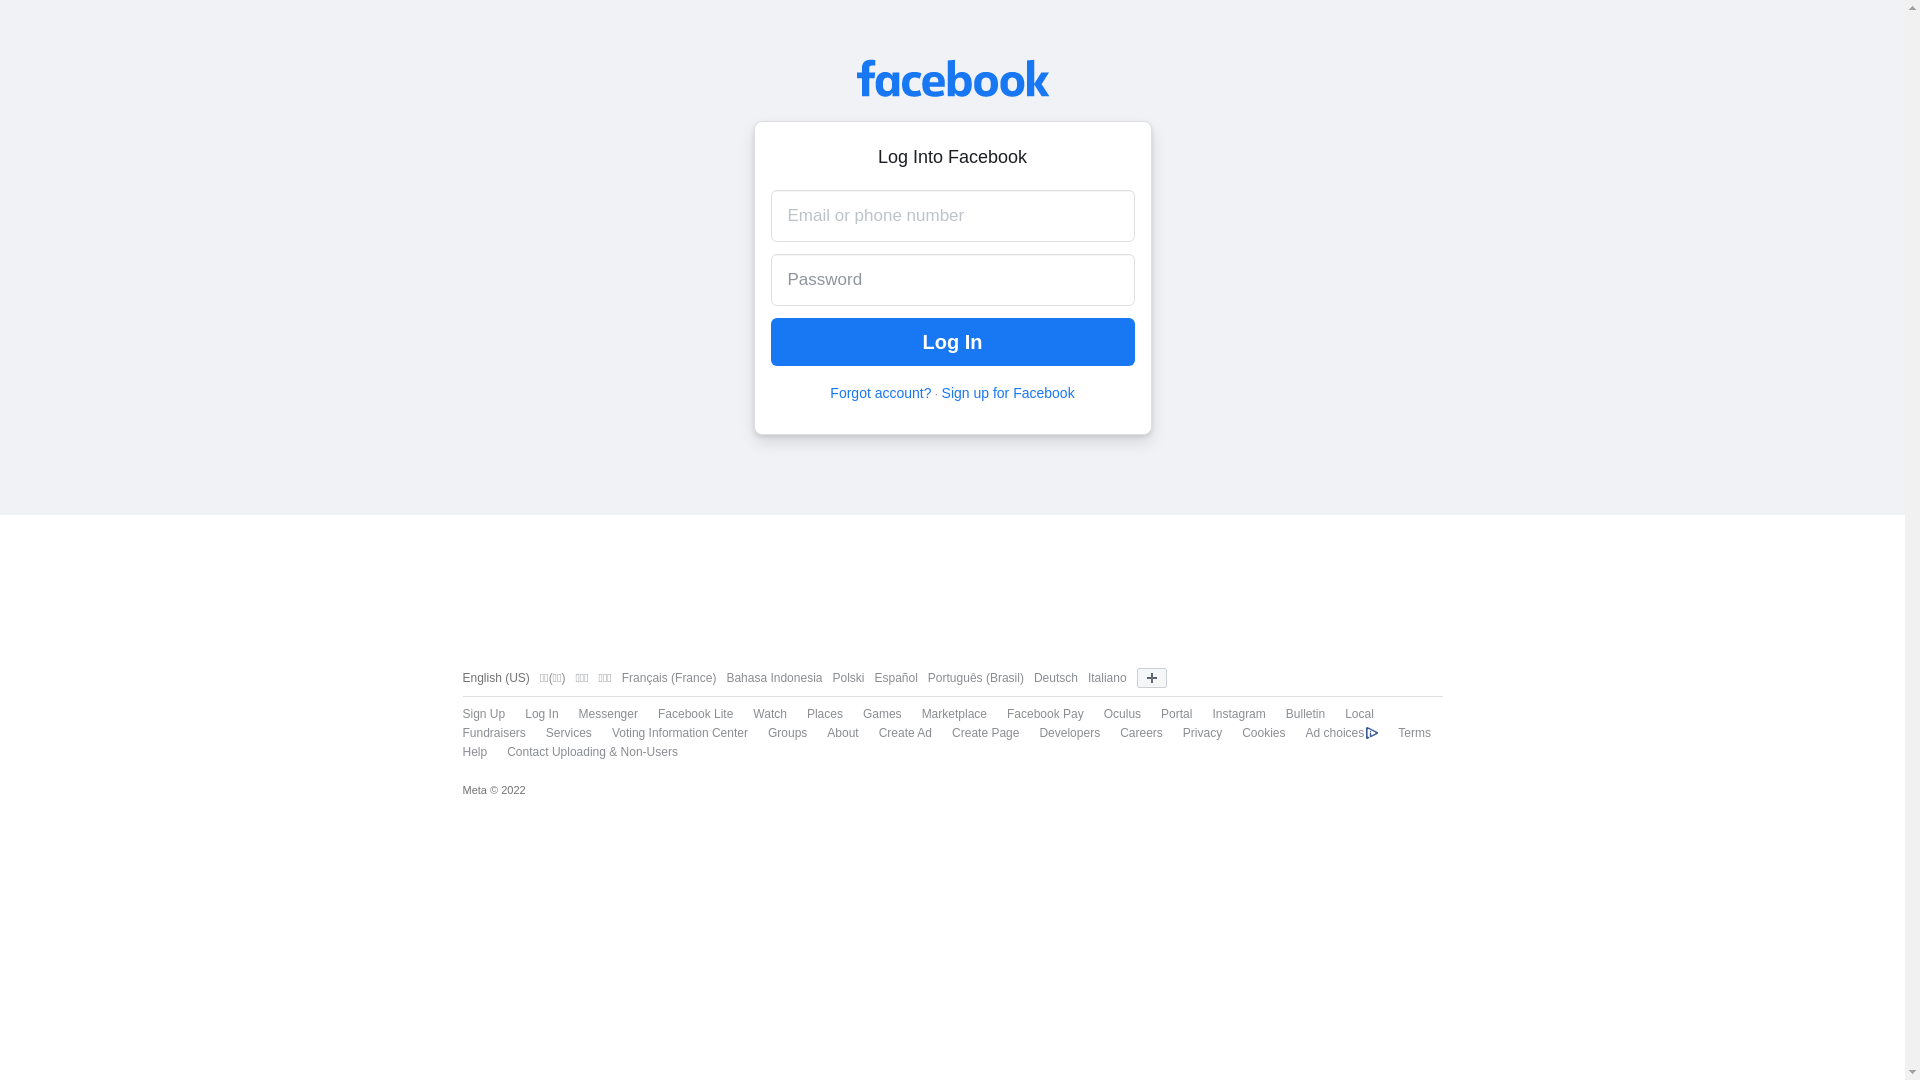 facebook
Log Into Facebook
Email or phone number
Password
Log In
Forgot account? · Sign up for Facebook
English (US) Français (France) Bahasa Indonesia Polski Español Português (Brasil) Deutsch Italiano
Sign Up Log In Messenger Facebook Lite Watch Places Games Marketplace Facebook Pay Oculus Portal Instagram Bulletin Local
Fundraisers Services Voting Information Center Groups About Create Ad Create Page Developers Careers Privacy Cookies Ad choices Terms
Help Contact Uploading & Non-Users
Meta © 2022